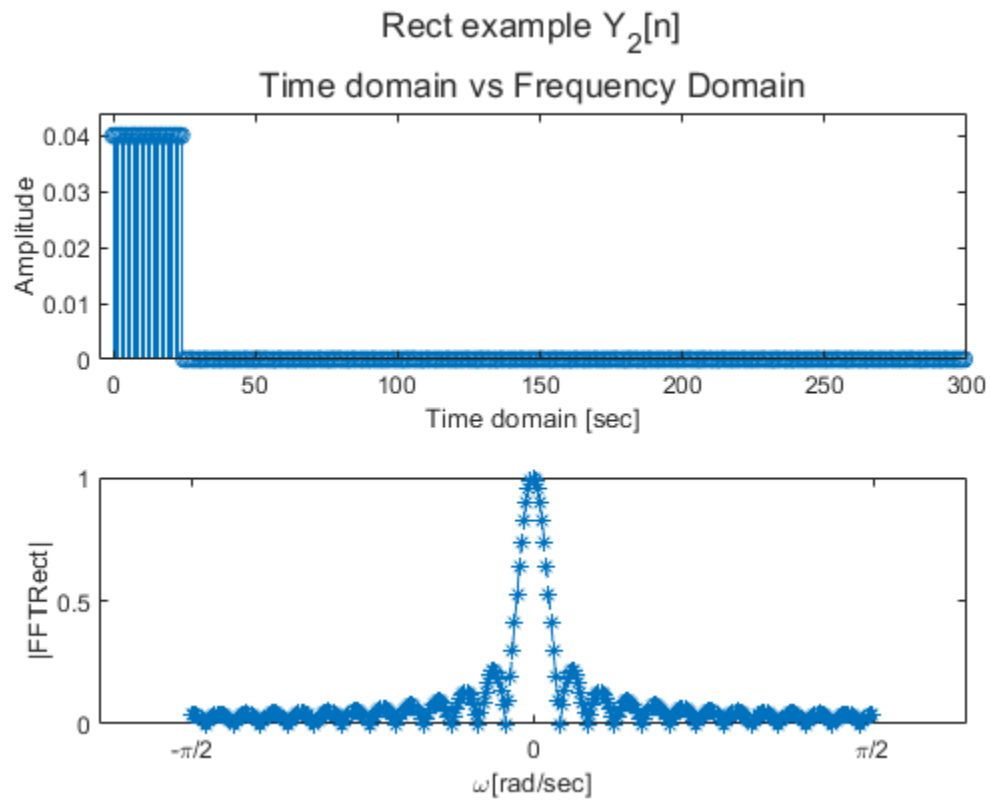 Rect example Y₂[n]
Time domain vs Frequency Domain
0.04
0.03
0.02
0.01
0
Amplitude
0 50 100 150 200 250 300
Time domain [sec]
1
0.5
0
|FFTRect|
-π/2 0 π/2
ω[rad/sec]